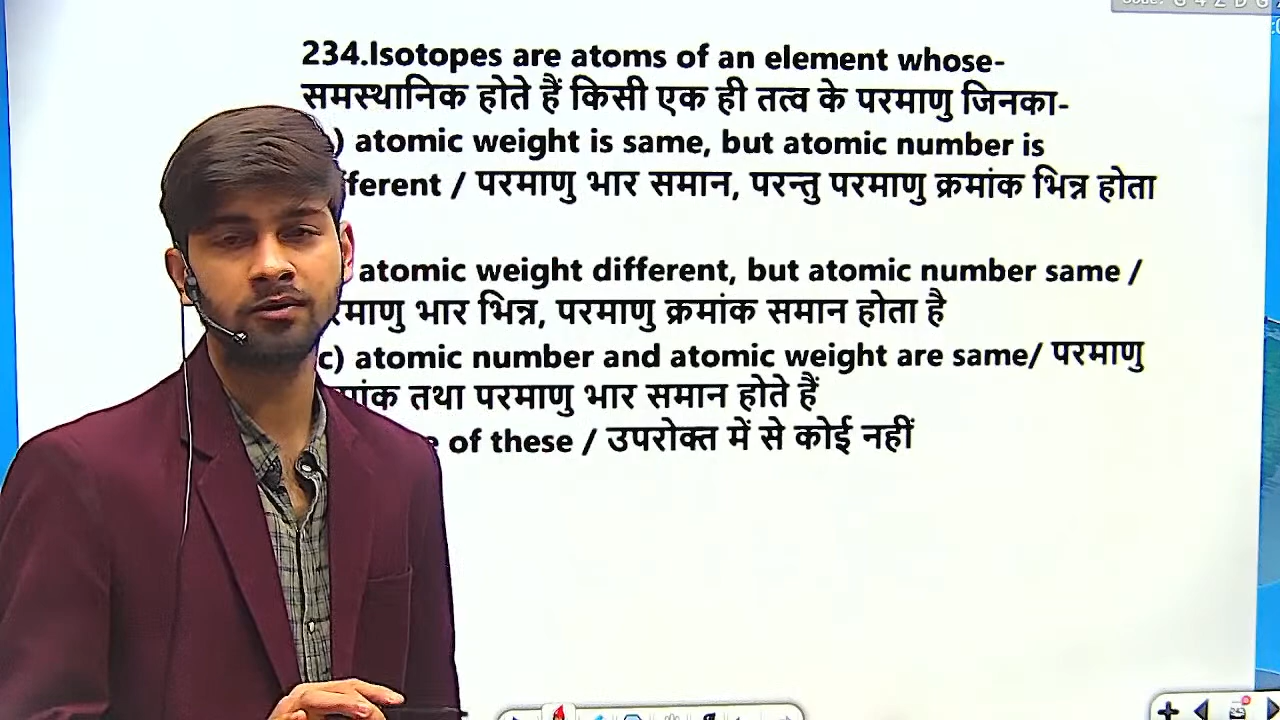 234.Isotopes are atoms of an element whose-
समस्थानिक होते हैं किसी एक ही तत्व के परमाणु जिनका-
) atomic weight is same, but atomic number is
fferent / परमाणु भार समान, परन्तु परमाणु क्रमांक भिन्न होता
atomic weight different, but atomic number same /
रमाणु भार भिन्न, परमाणु क्रमांक समान होता है
c) atomic number and atomic weight are same/ परमाणु
मांक तथा परमाणु भार समान होते हैं
e of these / उपरोक्त में से कोई नहीं